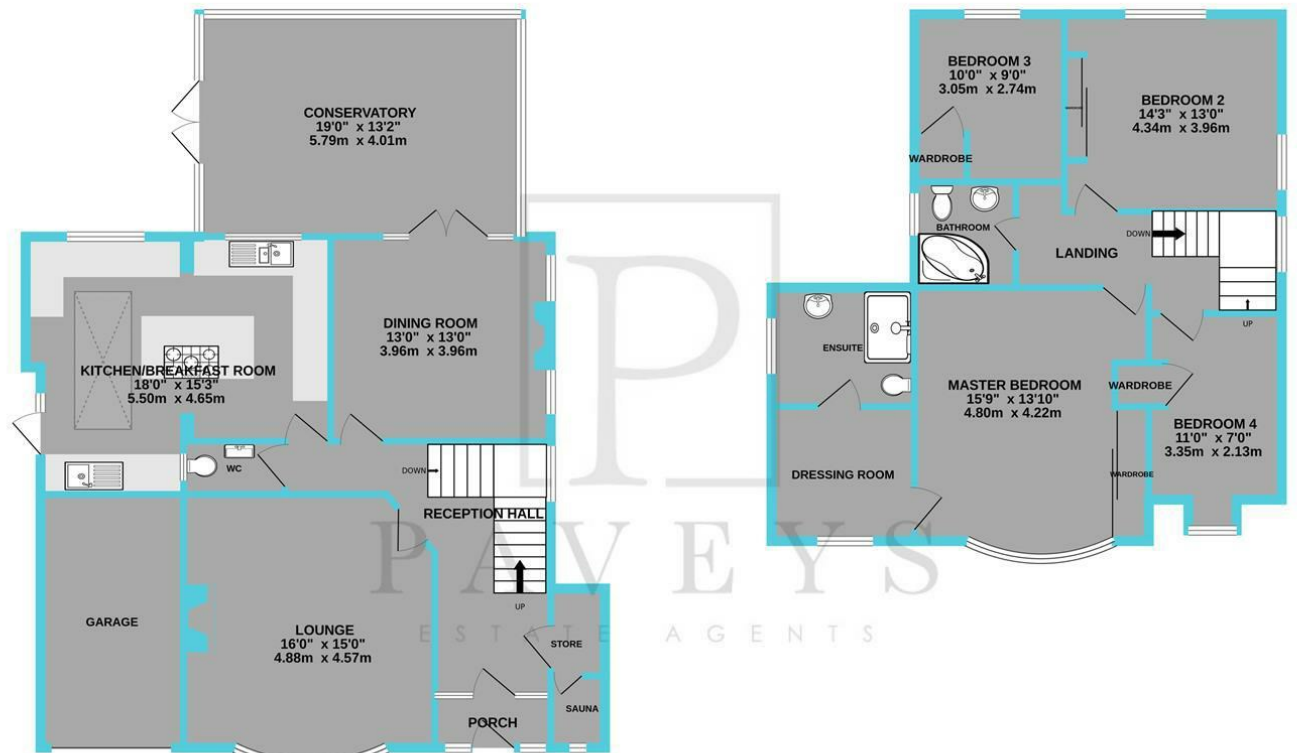 CONSERVATORY
19'0" x 13'2"
5.79m x 4.01m
DINING ROOM
13'0" x 13'0"
3.96m x 3.96m
KITCHEN/BREAKFAST ROOM
18'0" x 15'3"
5.50m x 4.65m
WC
DOWN
RECEPTION HALL
UP
GARAGE
LOUNGE
16'0" x 15'0"
4.88m x 4.57m
STORE
SAUNA
PORCH
BEDROOM 3
10'0" x 9'0"
3.05m x 2.74m
WARDROBE
BEDROOM 2
14'3" x 13'0"
4.34m x 3.96m
BATHROOM
LANDING
DOWN
UP
ENSUITE
MASTER BEDROOM
15'9" x 13'10"
4.80m x 4.22m
WARDROBE
WARDROBE
BEDROOM 4
11'0" x 7'0"
3.35m x 2.13m
DRESSING ROOM
P
PAVEYS
ESTATE AGENTS